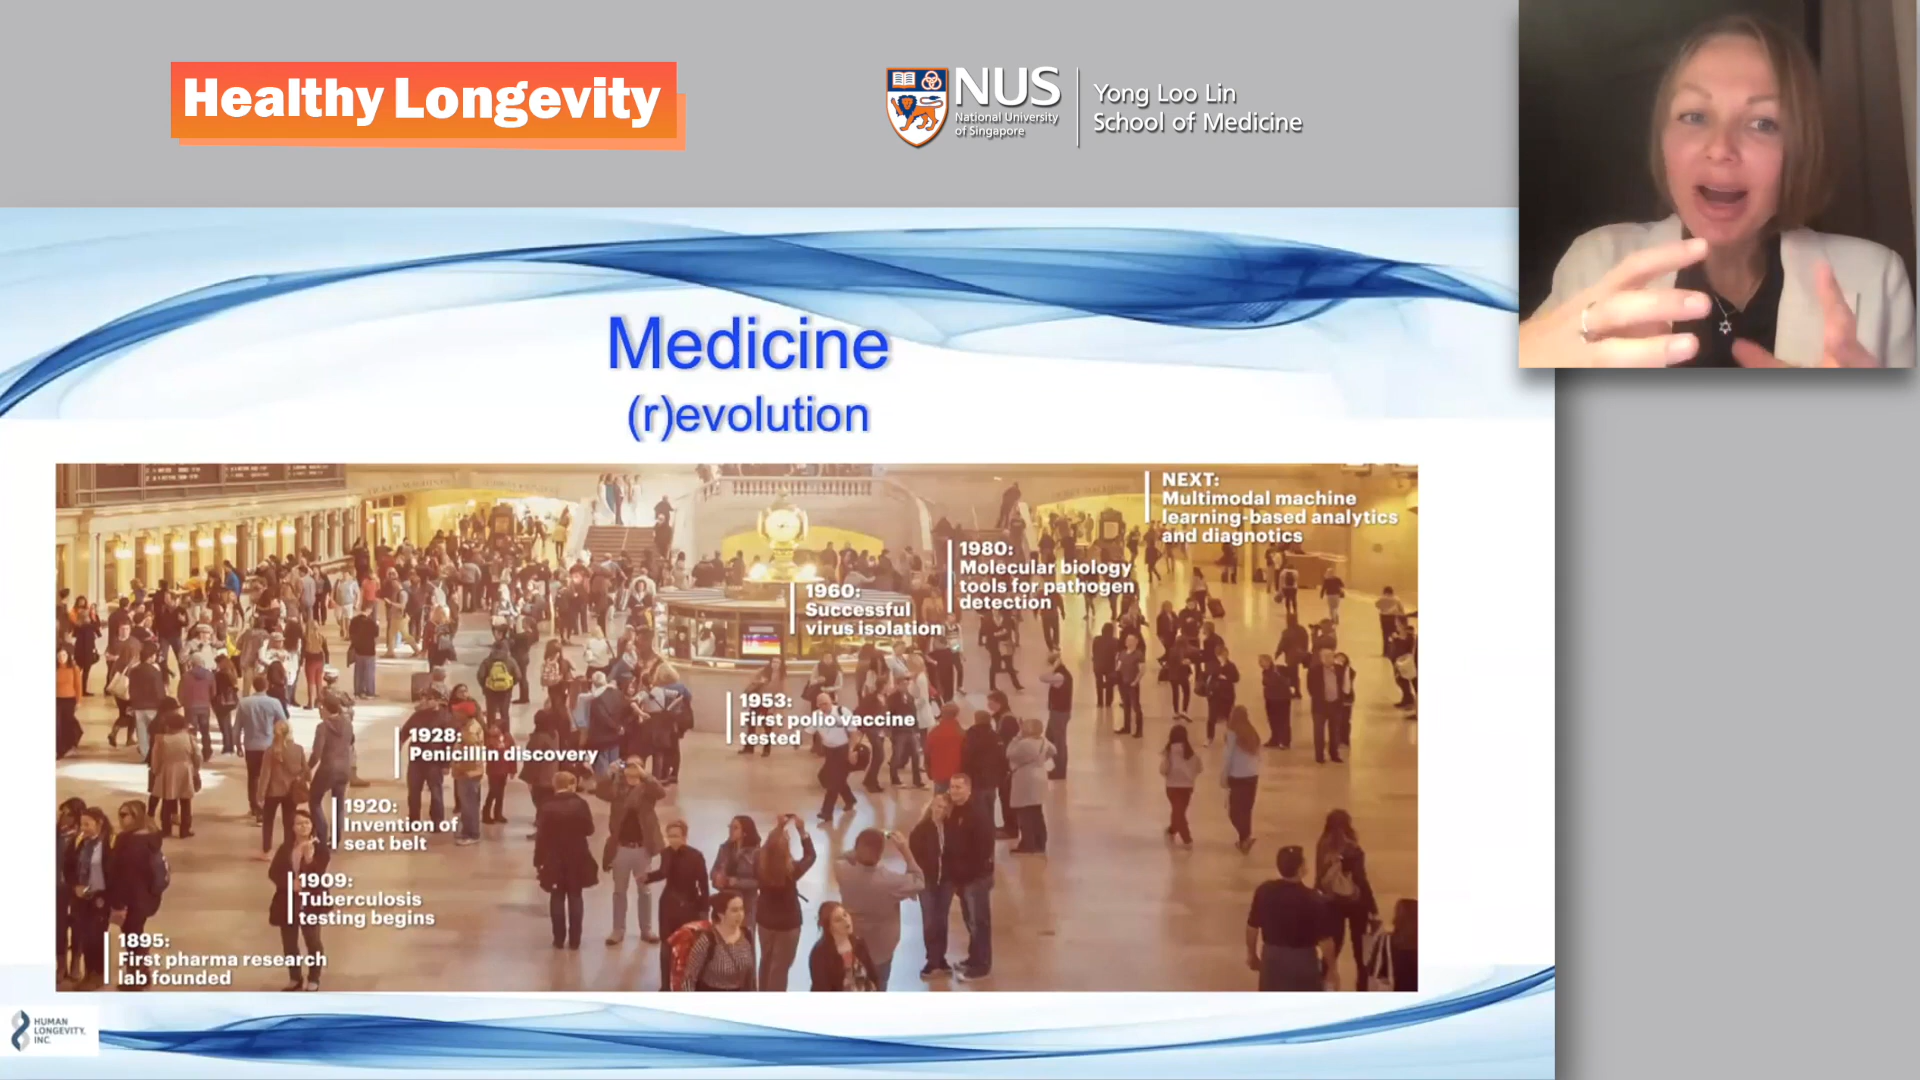 Healthy Longevity
NUS
National University
of Singapore
Yong Loo Lin
School of Medicine
Medicine
(r)evolution
NEXT:
Multimodal machine
learning-based analytics
and diagnotics
1980:
Molecular biology
tools for pathogen
detection
1960:
Successful
virus isolation
1953:
First polio vaccine
tested
1928:
Penicillin discovery
1920:
Invention of
seat belt
1909:
Tuberculosis
testing begins
1895:
First pharma research
lab founded
HUMAN
LONGEVITY,
INC.